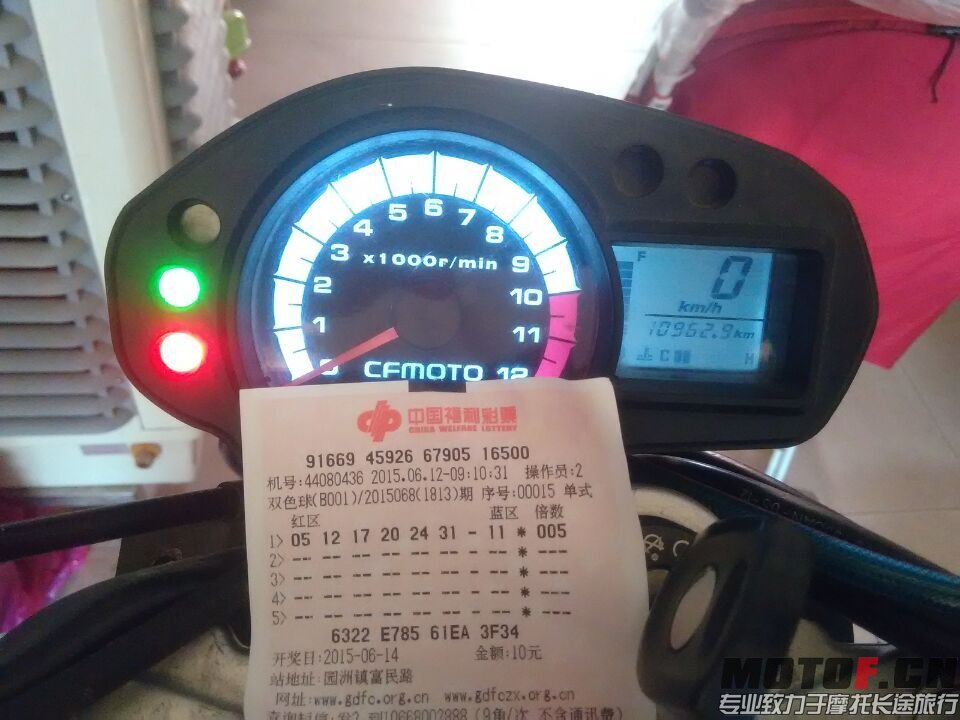 0
1
2
3
4
5
6
7
8
9
10
11
12
x1000r/min
CFMOTO
F
0
km/h
10962.9km
C
H
中国福利彩票
CHINA WELFARE LOTTERY
91669 45926 67905 16500
机号:44080436 2015.06.12-09:10:31 操作员:2
双色球(B001)/2015068(1813)期 序号:00015 单式
红区 蓝区 倍数
1> 05 12 17 20 24 31 - 11 * 005
2> -- -- -- -- -- -- - -- * ---
3> -- -- -- -- -- -- - -- * ---
4> -- -- -- -- -- -- - -- * ---
5> -- -- -- -- -- -- - -- * ---
6322 E785 61EA 3F34
开奖日:2015-06-14 金额:10元
站地址:园洲镇富民路
网址:www.gdfc.org.cn www.gdfczx.org.cn
MOTOF.CN
专业致力于摩托长途旅行